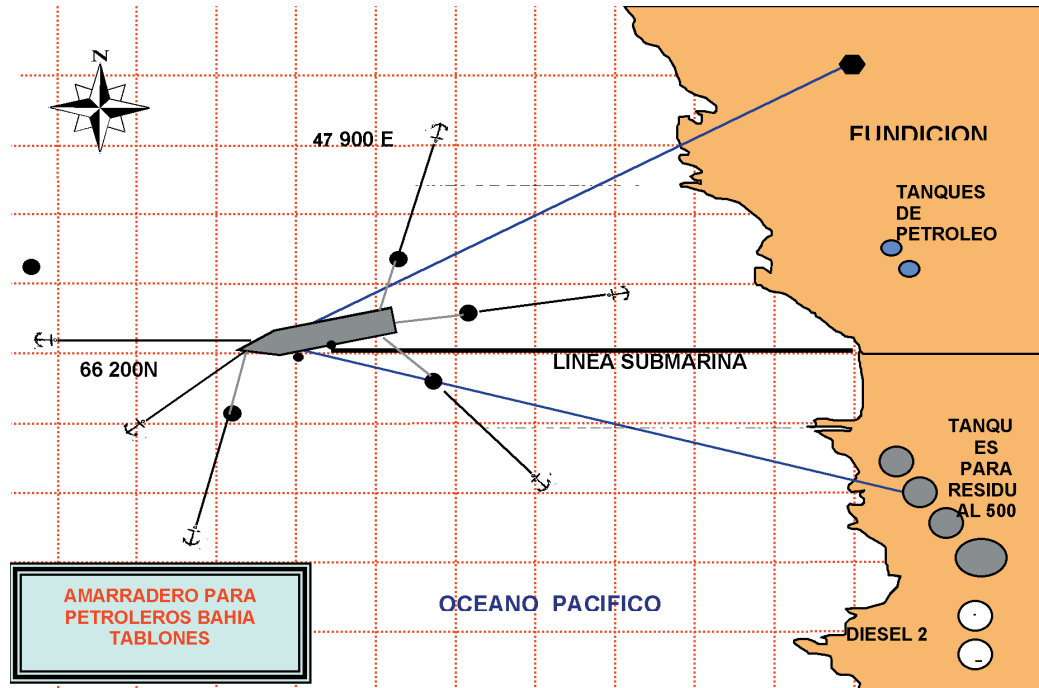 N
47 900 E
FUNDICION
TANQUES
DE
PETROLEO
66 200N
LINEA SUBMARINA
TANQU
ES
PARA
RESIDU
AL 500
AMARRADERO PARA
PETROLEROS BAHIA
TABLONES
OCEANO PACIFICO
DIESEL 2